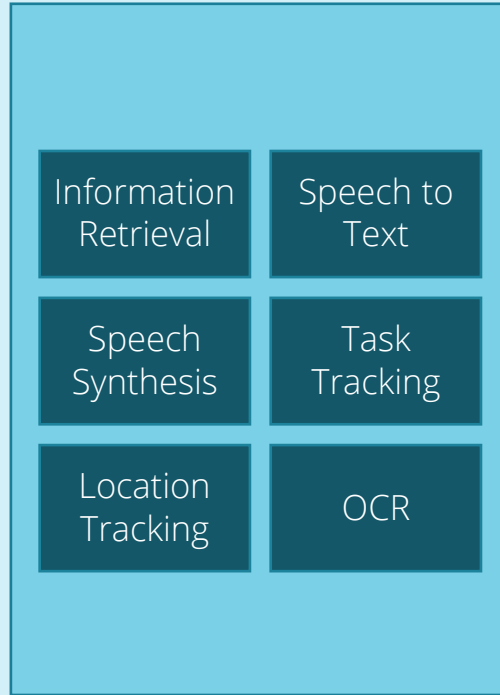 Information
Retrieval
Speech to
Text
Speech
Synthesis
Task
Tracking
Location
Tracking
OCR